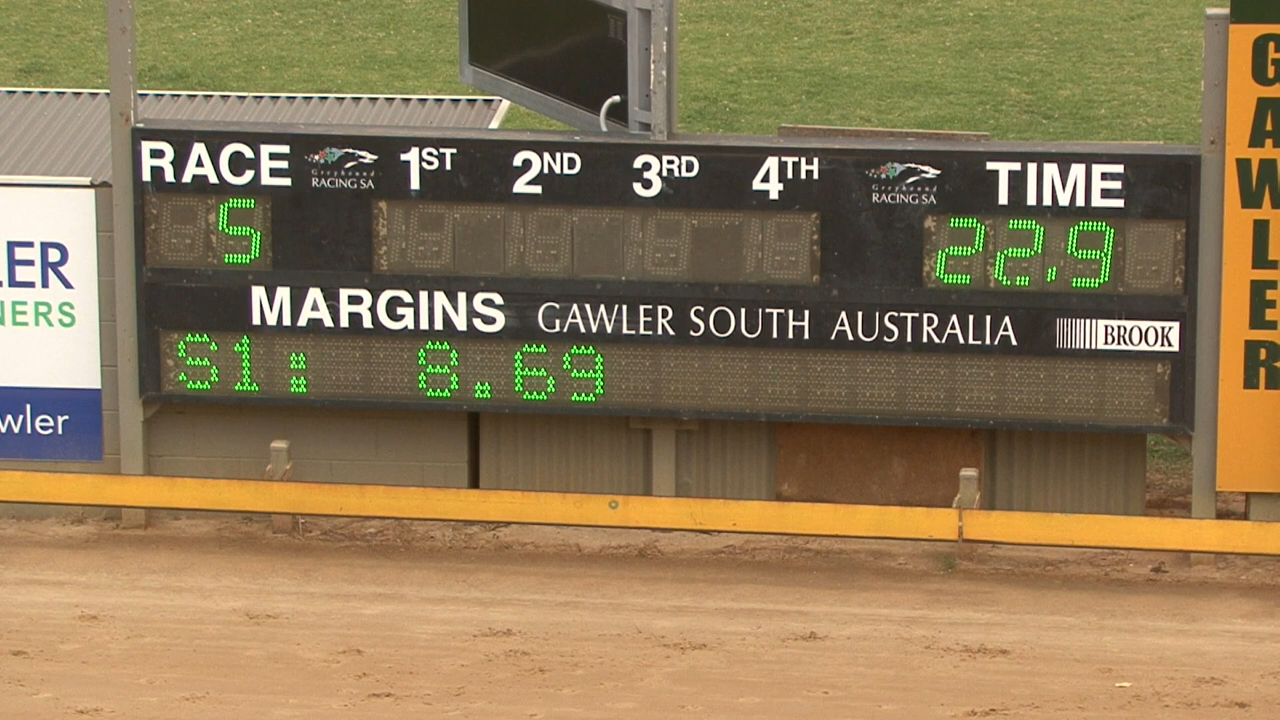 RACE Greyhound RACING SA 1ST 2ND 3RD 4TH Greyhound RACING SA TIME
5 22.9
MARGINS GAWLER SOUTH AUSTRALIA BROOK
S1: 8.69
LER
NERS
wler
GAWLER